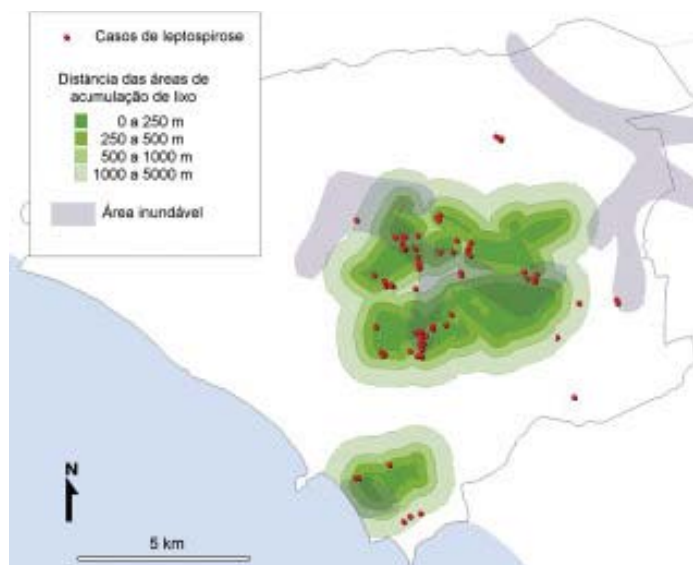 Casos de leptospirose
Distância das áreas de
acumulação de lixo
0 a 250 m
250 a 500 m
500 a 1000 m
1000 a 5000 m
Área inundável
N
5 km